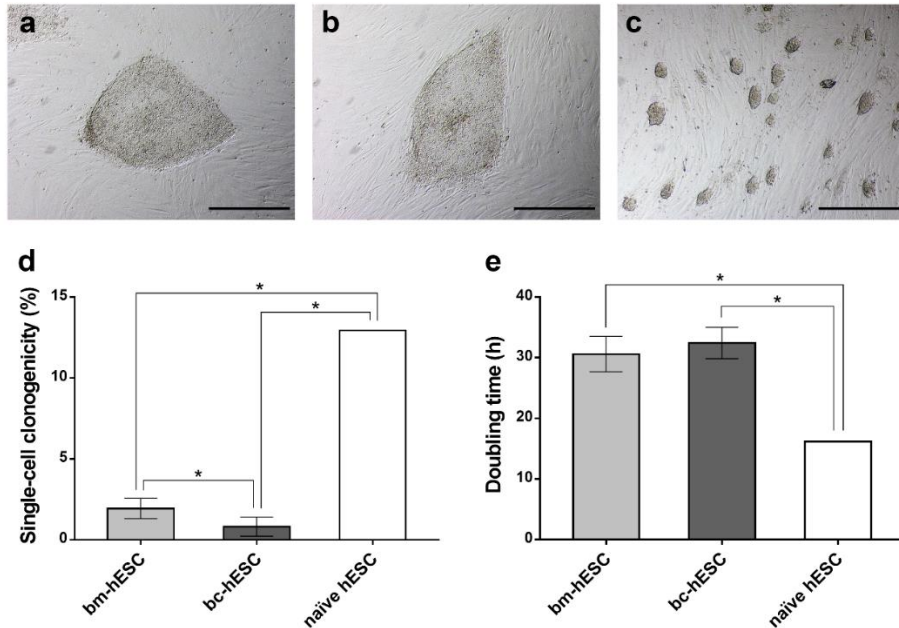 a
b
c
d
Single-cell clonogenicity (%)
15
10
5
0
*
*
*
bm-hESC
bc-hESC
naïve hESC
e
Doubling time (h)
40
30
20
10
0
*
*
bm-hESC
bc-hESC
naïve hESC